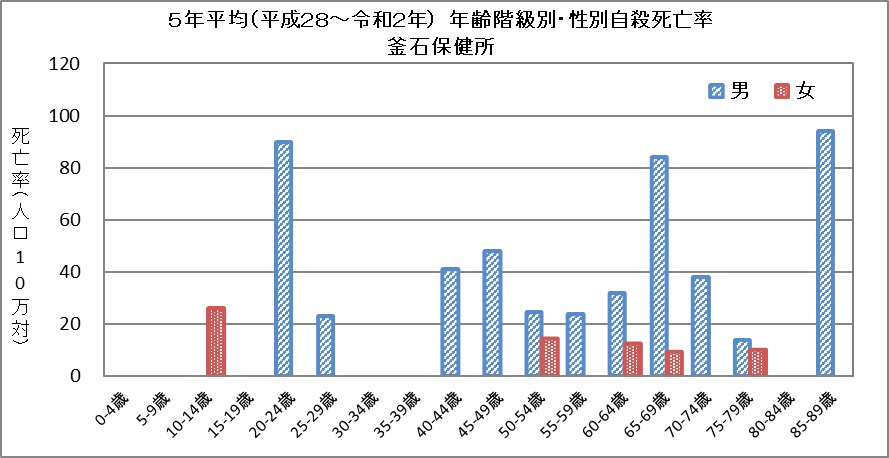 5年平均(平成28~令和2年) 年齢階級別・性別自殺死亡率
釜石保健所
男
女
死亡率(人口10万対)
120
100
80
60
40
20
0
0-4歳
5-9歳
10-14歳
15-19歳
20-24歳
25-29歳
30-34歳
35-39歳
40-44歳
45-49歳
50-54歳
55-59歳
60-64歳
65-69歳
70-74歳
75-79歳
80-84歳
85-89歳